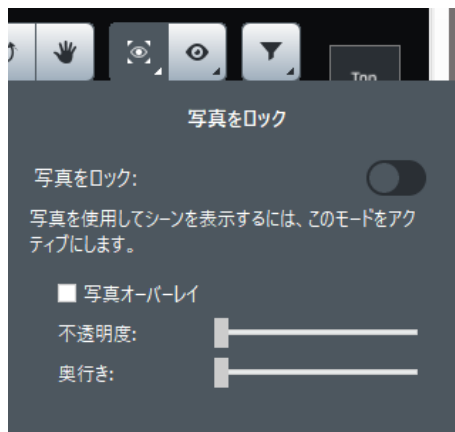 Top
写真をロック
写真をロック:
写真を使用してシーンを表示するには、このモードをアク
ティブにします。
写真オーバーレイ
不透明度:
奥行き: